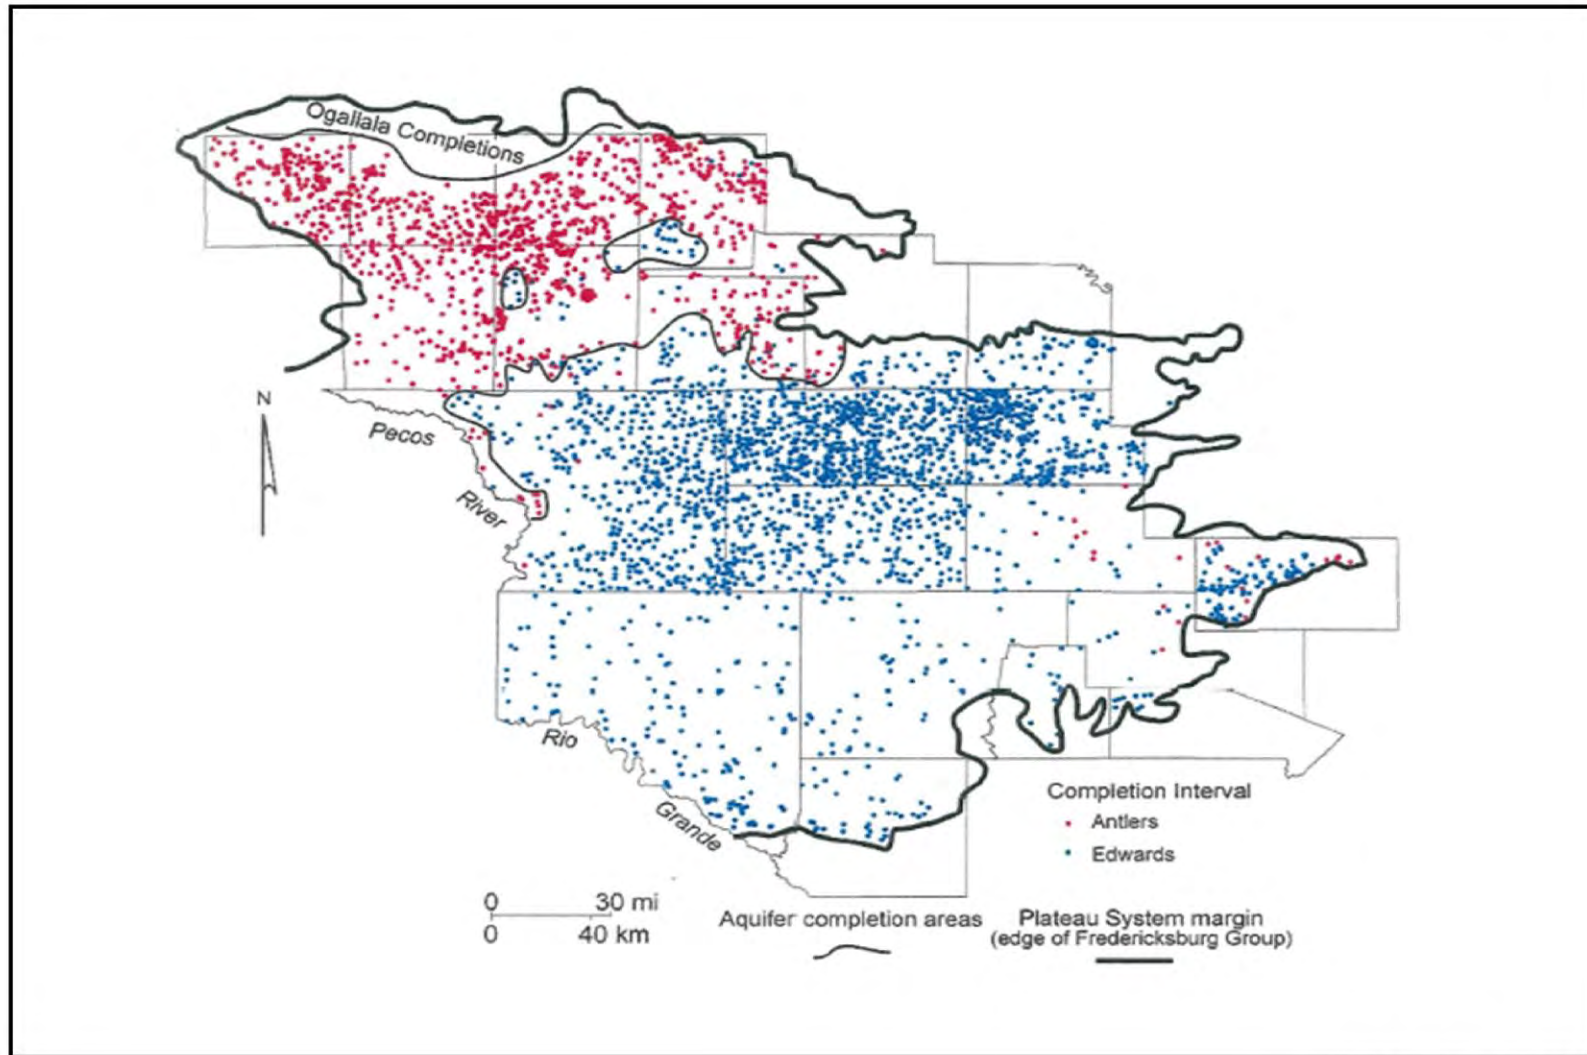 Ogallala Completions
N
Pecos
River
Rio
Grande
Completion Interval
Antlers
Edwards
0 30 mi
0 40 km
Aquifer completion areas
Plateau System margin
(edge of Fredericksburg Group)